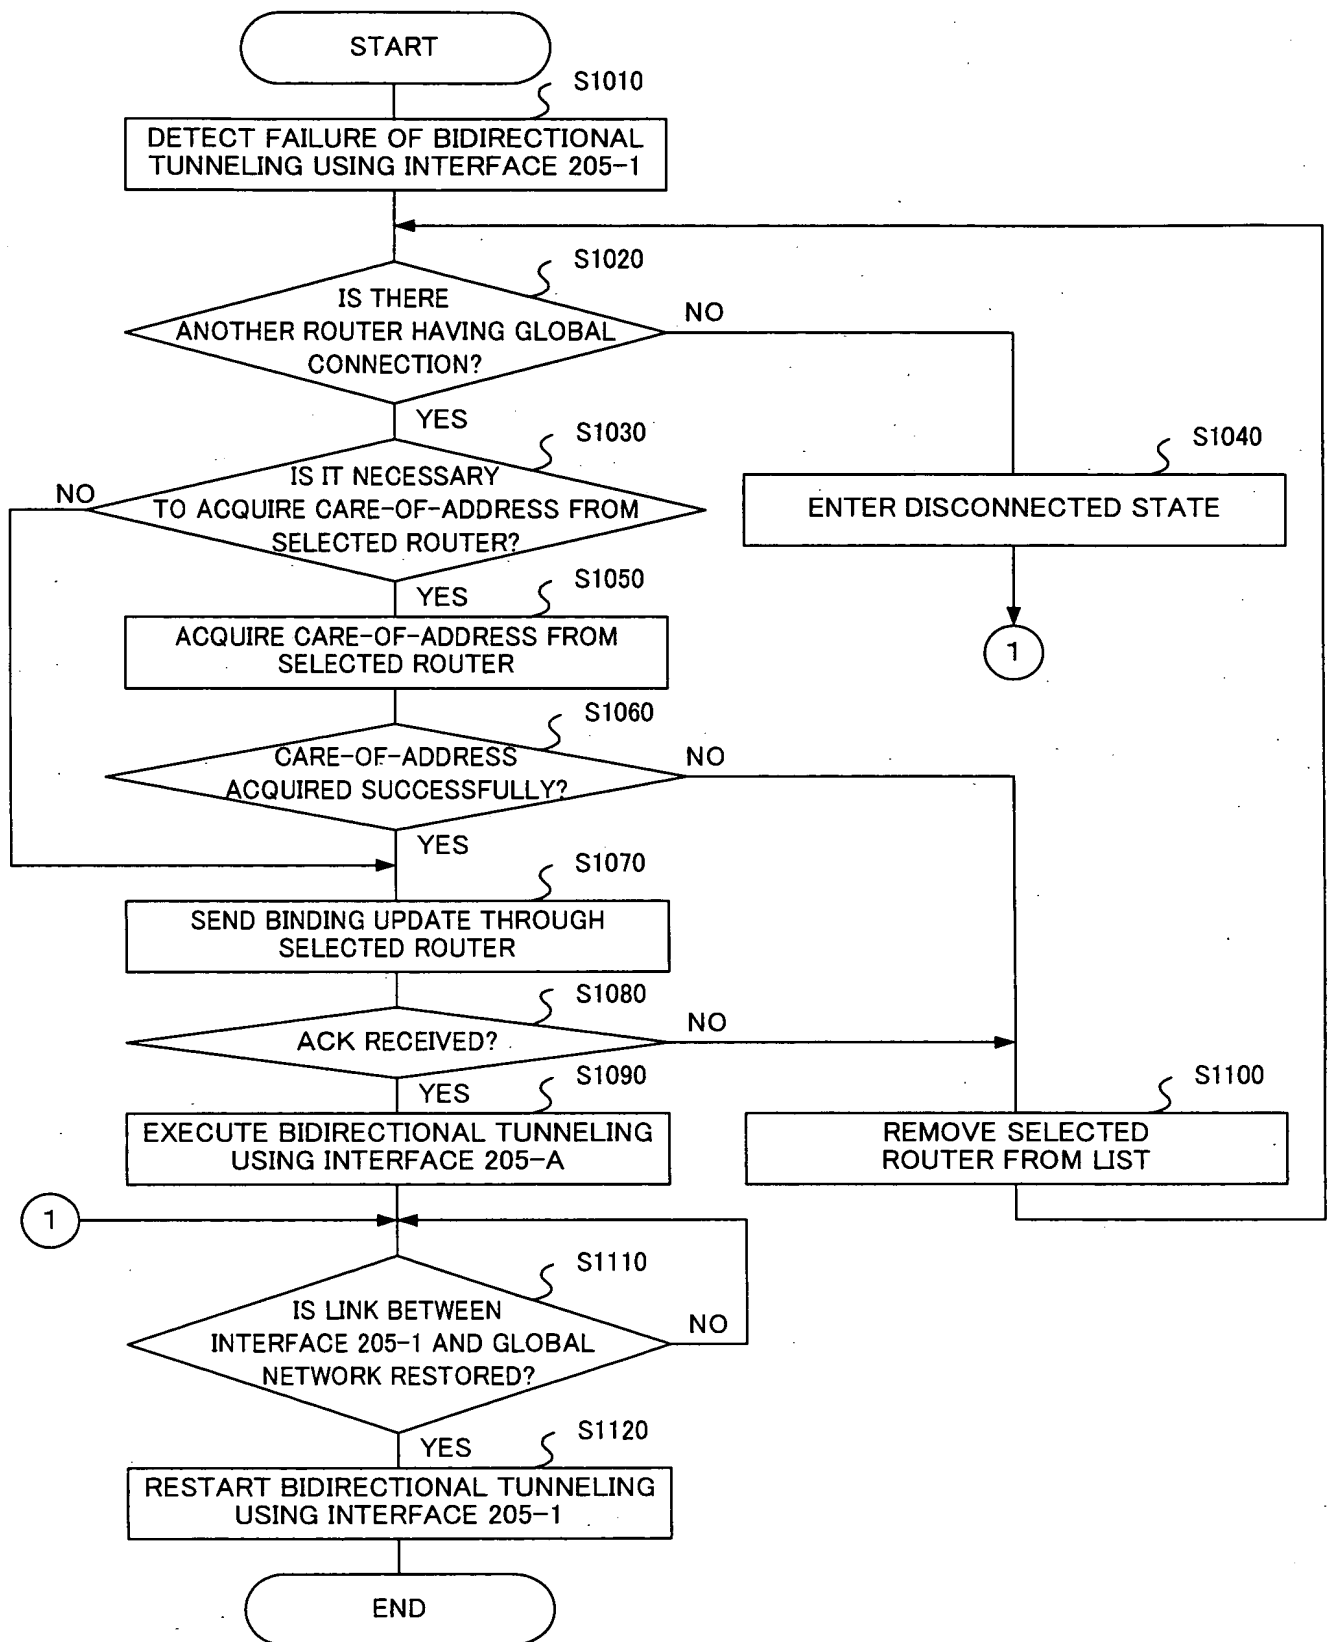 START
S1010
DETECT FAILURE OF BIDIRECTIONAL
TUNNELING USING INTERFACE 205-1
S1020
IS THERE
ANOTHER ROUTER HAVING GLOBAL
CONNECTION?
NO
YES
S1030
IS IT NECESSARY
TO ACQUIRE CARE-OF-ADDRESS FROM
SELECTED ROUTER?
NO
S1040
ENTER DISCONNECTED STATE
1
YES
S1050
ACQUIRE CARE-OF-ADDRESS FROM
SELECTED ROUTER
S1060
CARE-OF-ADDRESS
ACQUIRED SUCCESSFULLY?
NO
YES
S1070
SEND BINDING UPDATE THROUGH
SELECTED ROUTER
S1080
ACK RECEIVED?
NO
YES
S1090
EXECUTE BIDIRECTIONAL TUNNELING
USING INTERFACE 205-A
S1100
REMOVE SELECTED
ROUTER FROM LIST
1
S1110
IS LINK BETWEEN
INTERFACE 205-1 AND GLOBAL
NETWORK RESTORED?
NO
YES
S1120
RESTART BIDIRECTIONAL TUNNELING
USING INTERFACE 205-1
END